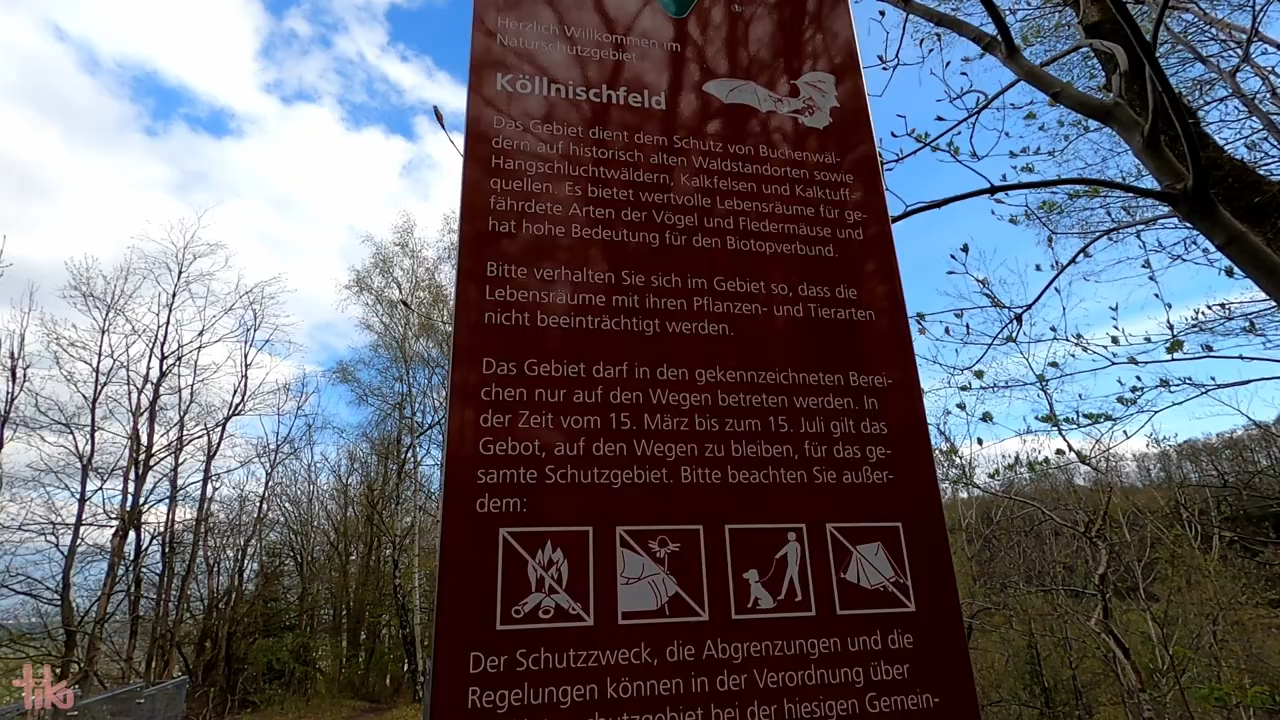 Herzlich Willkommen im
Naturschutzgebiet
Köllnischfeld
Das Gebiet dient dem Schutz von Buchenwäl-
dern auf historisch alten Waldstandorten sowie
Hangschluchtwäldern, Kalkfelsen und Kalktuff-
quellen. Es bietet wertvolle Lebensräume für ge-
fährdete Arten der Vögel und Fledermäuse und
hat hohe Bedeutung für den Biotopverbund.
Bitte verhalten Sie sich im Gebiet so, dass die
Lebensräume mit ihren Pflanzen- und Tierarten
nicht beeinträchtigt werden.
Das Gebiet darf in den gekennzeichneten Berei-
chen nur auf den Wegen betreten werden. In
der Zeit vom 15. März bis zum 15. Juli gilt das
Gebot, auf den Wegen zu bleiben, für das ge-
samte Schutzgebiet. Bitte beachten Sie außer-
dem:
Der Schutzzweck, die Abgrenzungen und die
Regelungen können in der Verordnung über
bei der hiesigen Gemein-
tiki